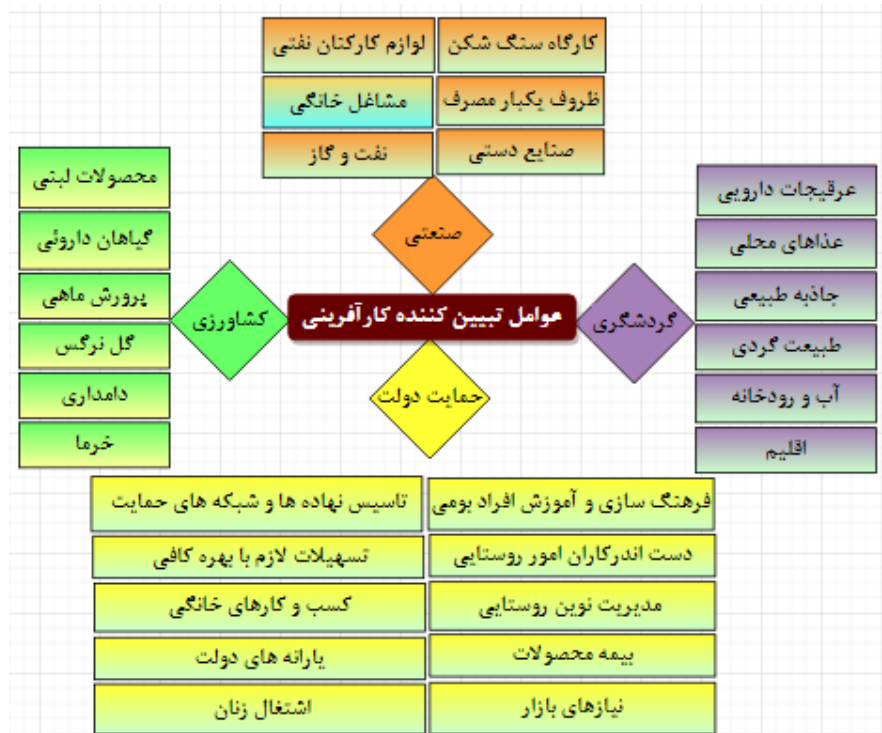 کارگاه سنگ شکن
لوازم کارکنان نفتی
ظروف یکبار مصرف
مشاغل خانگی
صنایع دستی
نفت و گاز
صنعتی
عرقیجات دارویی
عذاهای محلی
جاذبه طبیعی
طبیعت گردی
آب و رودخانه
اقلیم
گردشگری
عوامل تبیین کننده کارآفرینی
کشاورزی
محصولات لبنی
گیاهان داروئی
پرورش ماهی
گل نرگس
دامداری
خرما
حمایت دولت
فرهنگ سازی و آموزش افراد بومی
تاسیس نهاده ها و شبکه های حمایت
دست اندرکاران امور روستایی
تسهیلات لازم با بهره کافی
مدیریت نوین روستایی
کسب و کارهای خانگی
بیمه محصولات
یارانه های دولت
نیازهای بازار
اشتغال زنان